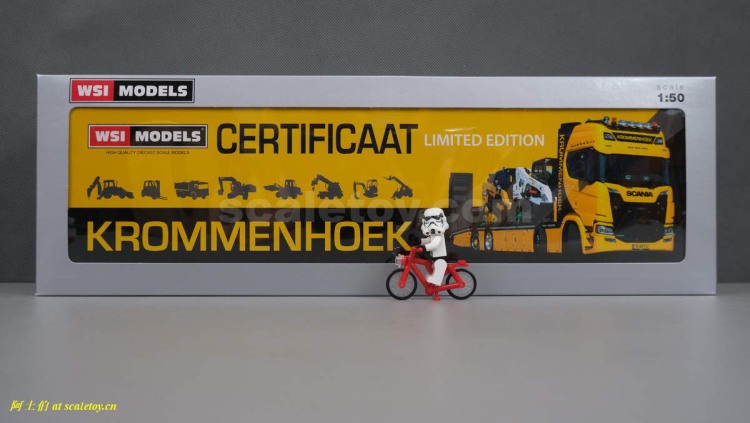 WSI MODELS
scale
1:50
WSI MODELS
HIGH QUALITY DIECAST SCALE MODELS
CERTIFICAAT LIMITED EDITION
KROMMENHOEK
SCANIA
KROMMENHOEK
scaletoy.com
阿土伯 at scaletoy.cn